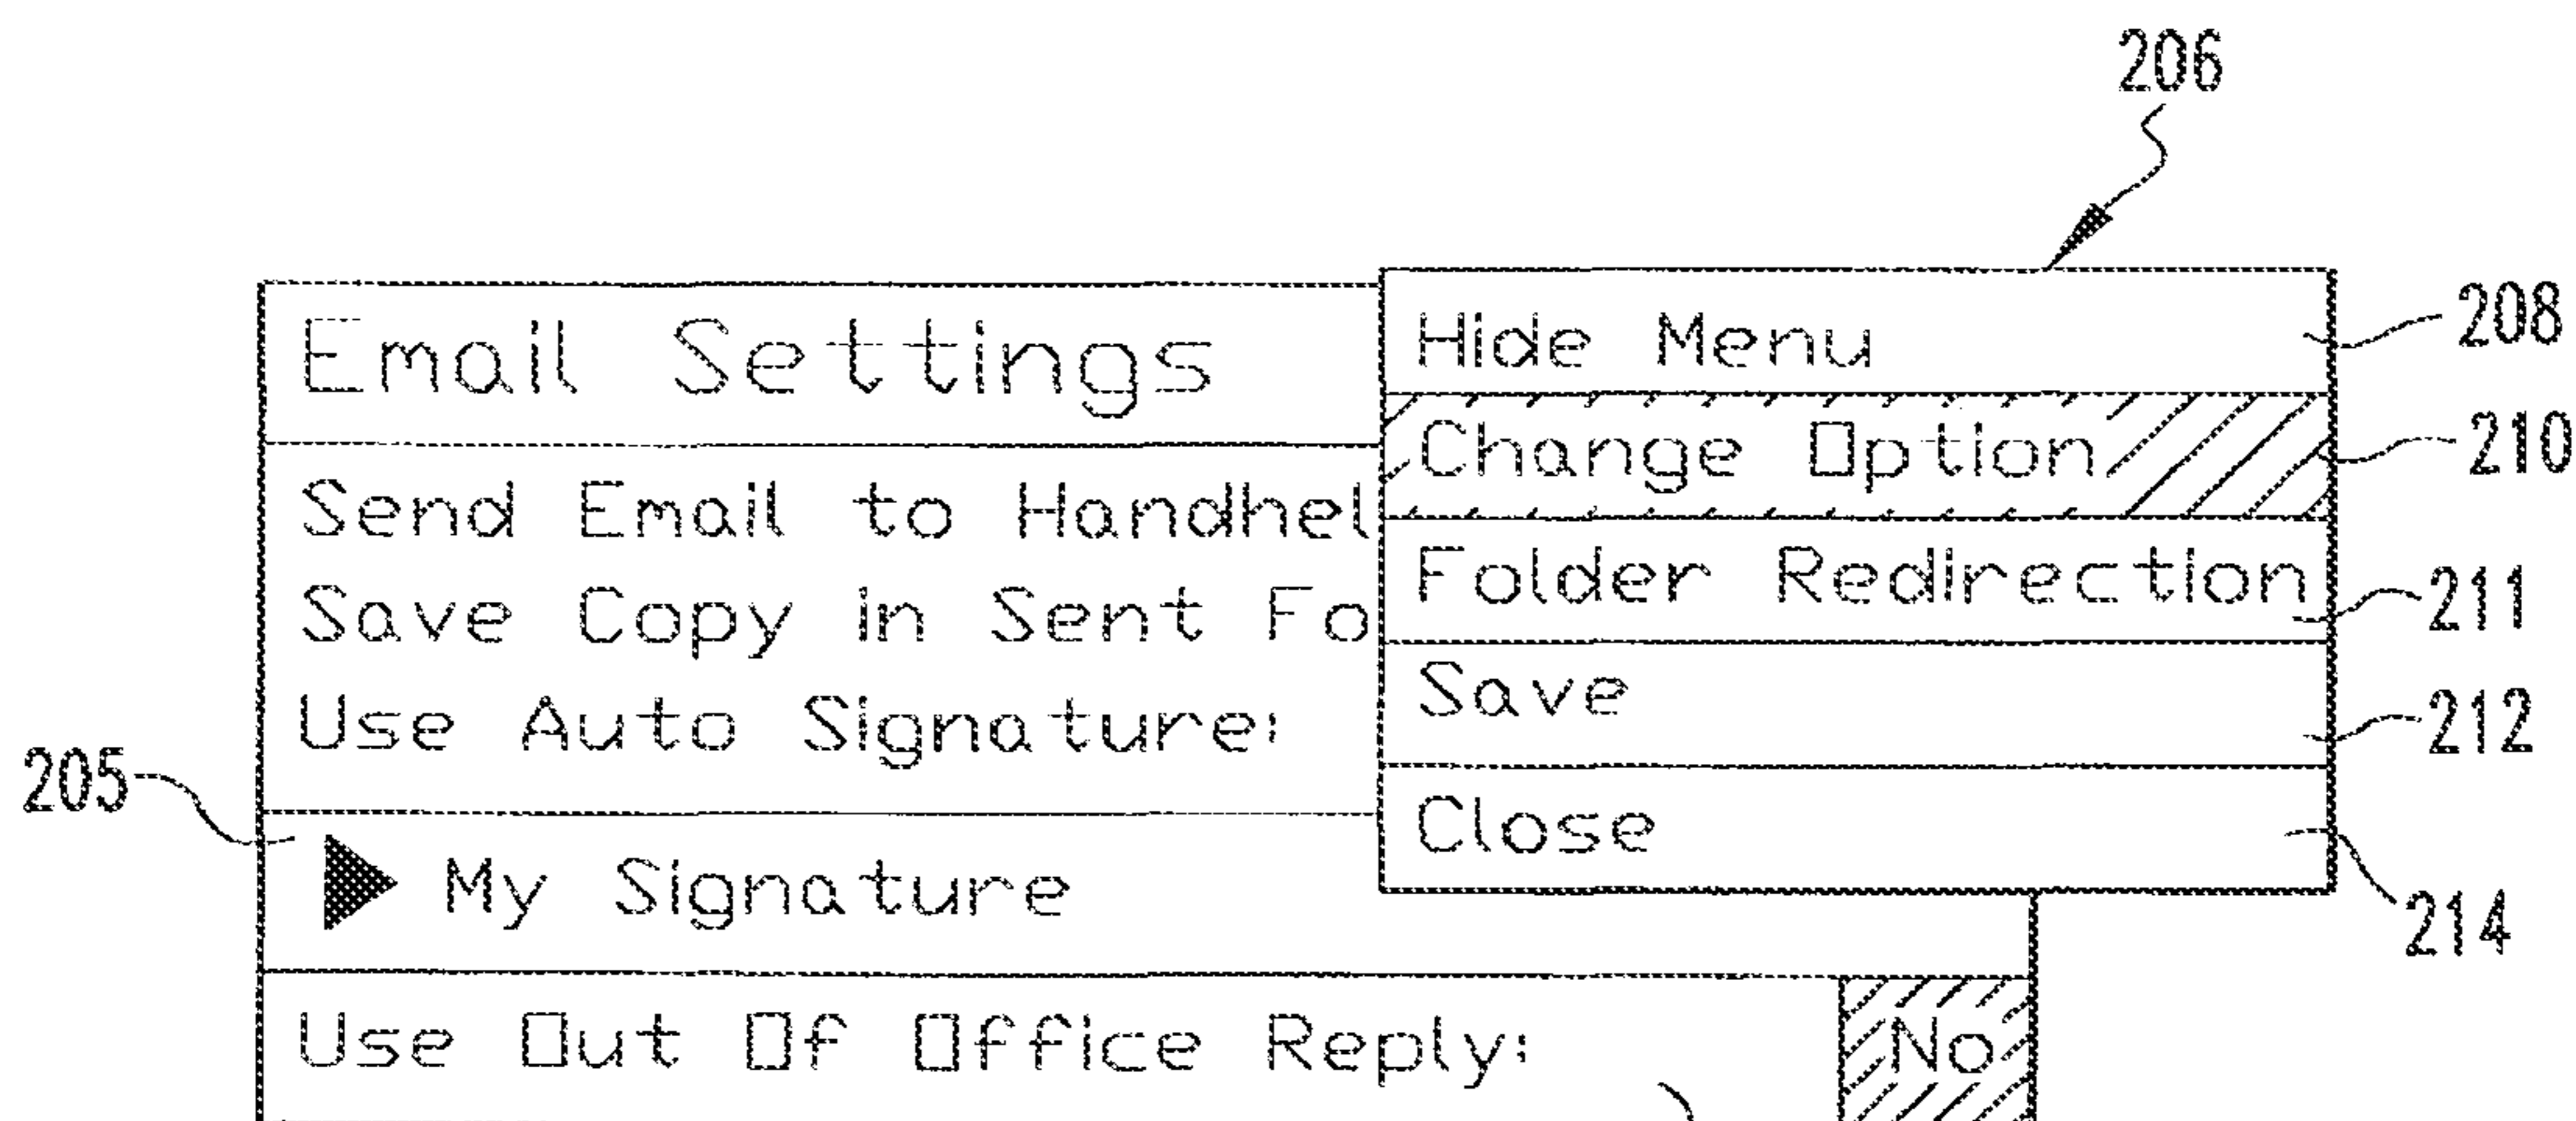 206
Email Settings
Hide Menu
208
Change Option
210
Send Email to Handhel
Folder Redirection
211
Save Copy in Sent Fo
Save
212
Use Auto Signature:
205
Close
214
My Signature
Use Out Of Office Reply:
No